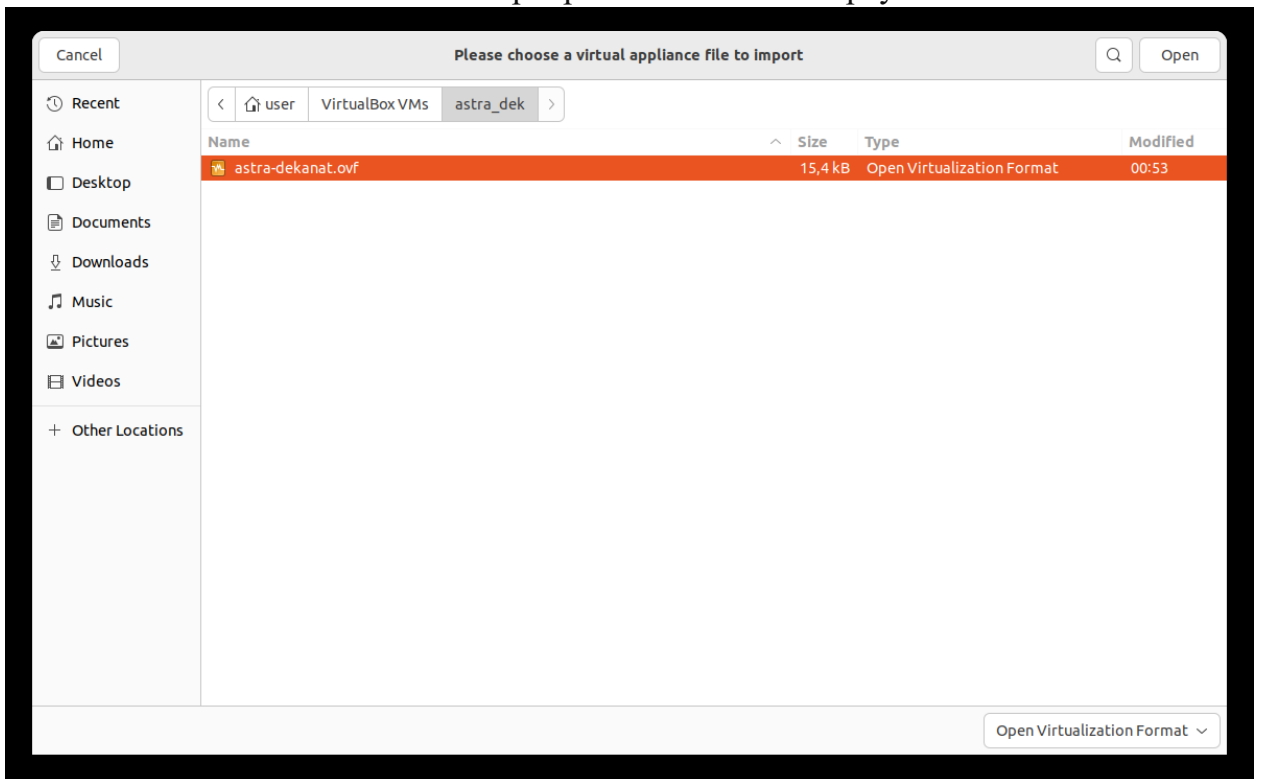 Cancel
Please choose a virtual appliance file to import
Open
Recent
Home
Desktop
Documents
Downloads
Music
Pictures
Videos
Other Locations
user VirtualBox VMs astra_dek
Name Size Type Modified
astra-dekanat.ovf 15,4 kB Open Virtualization Format 00:53
Open Virtualization Format